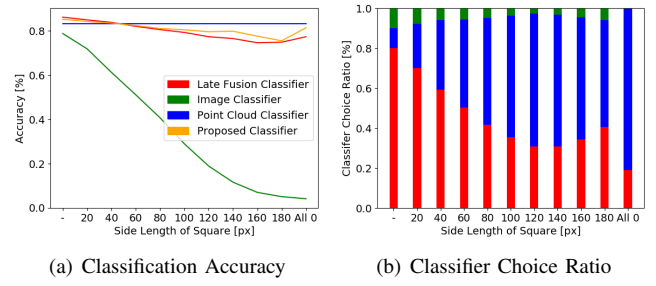 1.0
0.8
0.6
0.4
0.2
0.0
Accuracy [%]
Late Fusion Classifier
Image Classifier
Point Cloud Classifier
Proposed Classifier
- 20 40 60 80 100 120 140 160 180 All 0
Side Length of Square [px]
(a) Classification Accuracy
1.0
0.8
0.6
0.4
0.2
0.0
Classifer Choice Ratio [%]
- 20 40 60 80 100 120 140 160 180 All 0
Side Length of Square [px]
(b) Classifier Choice Ratio